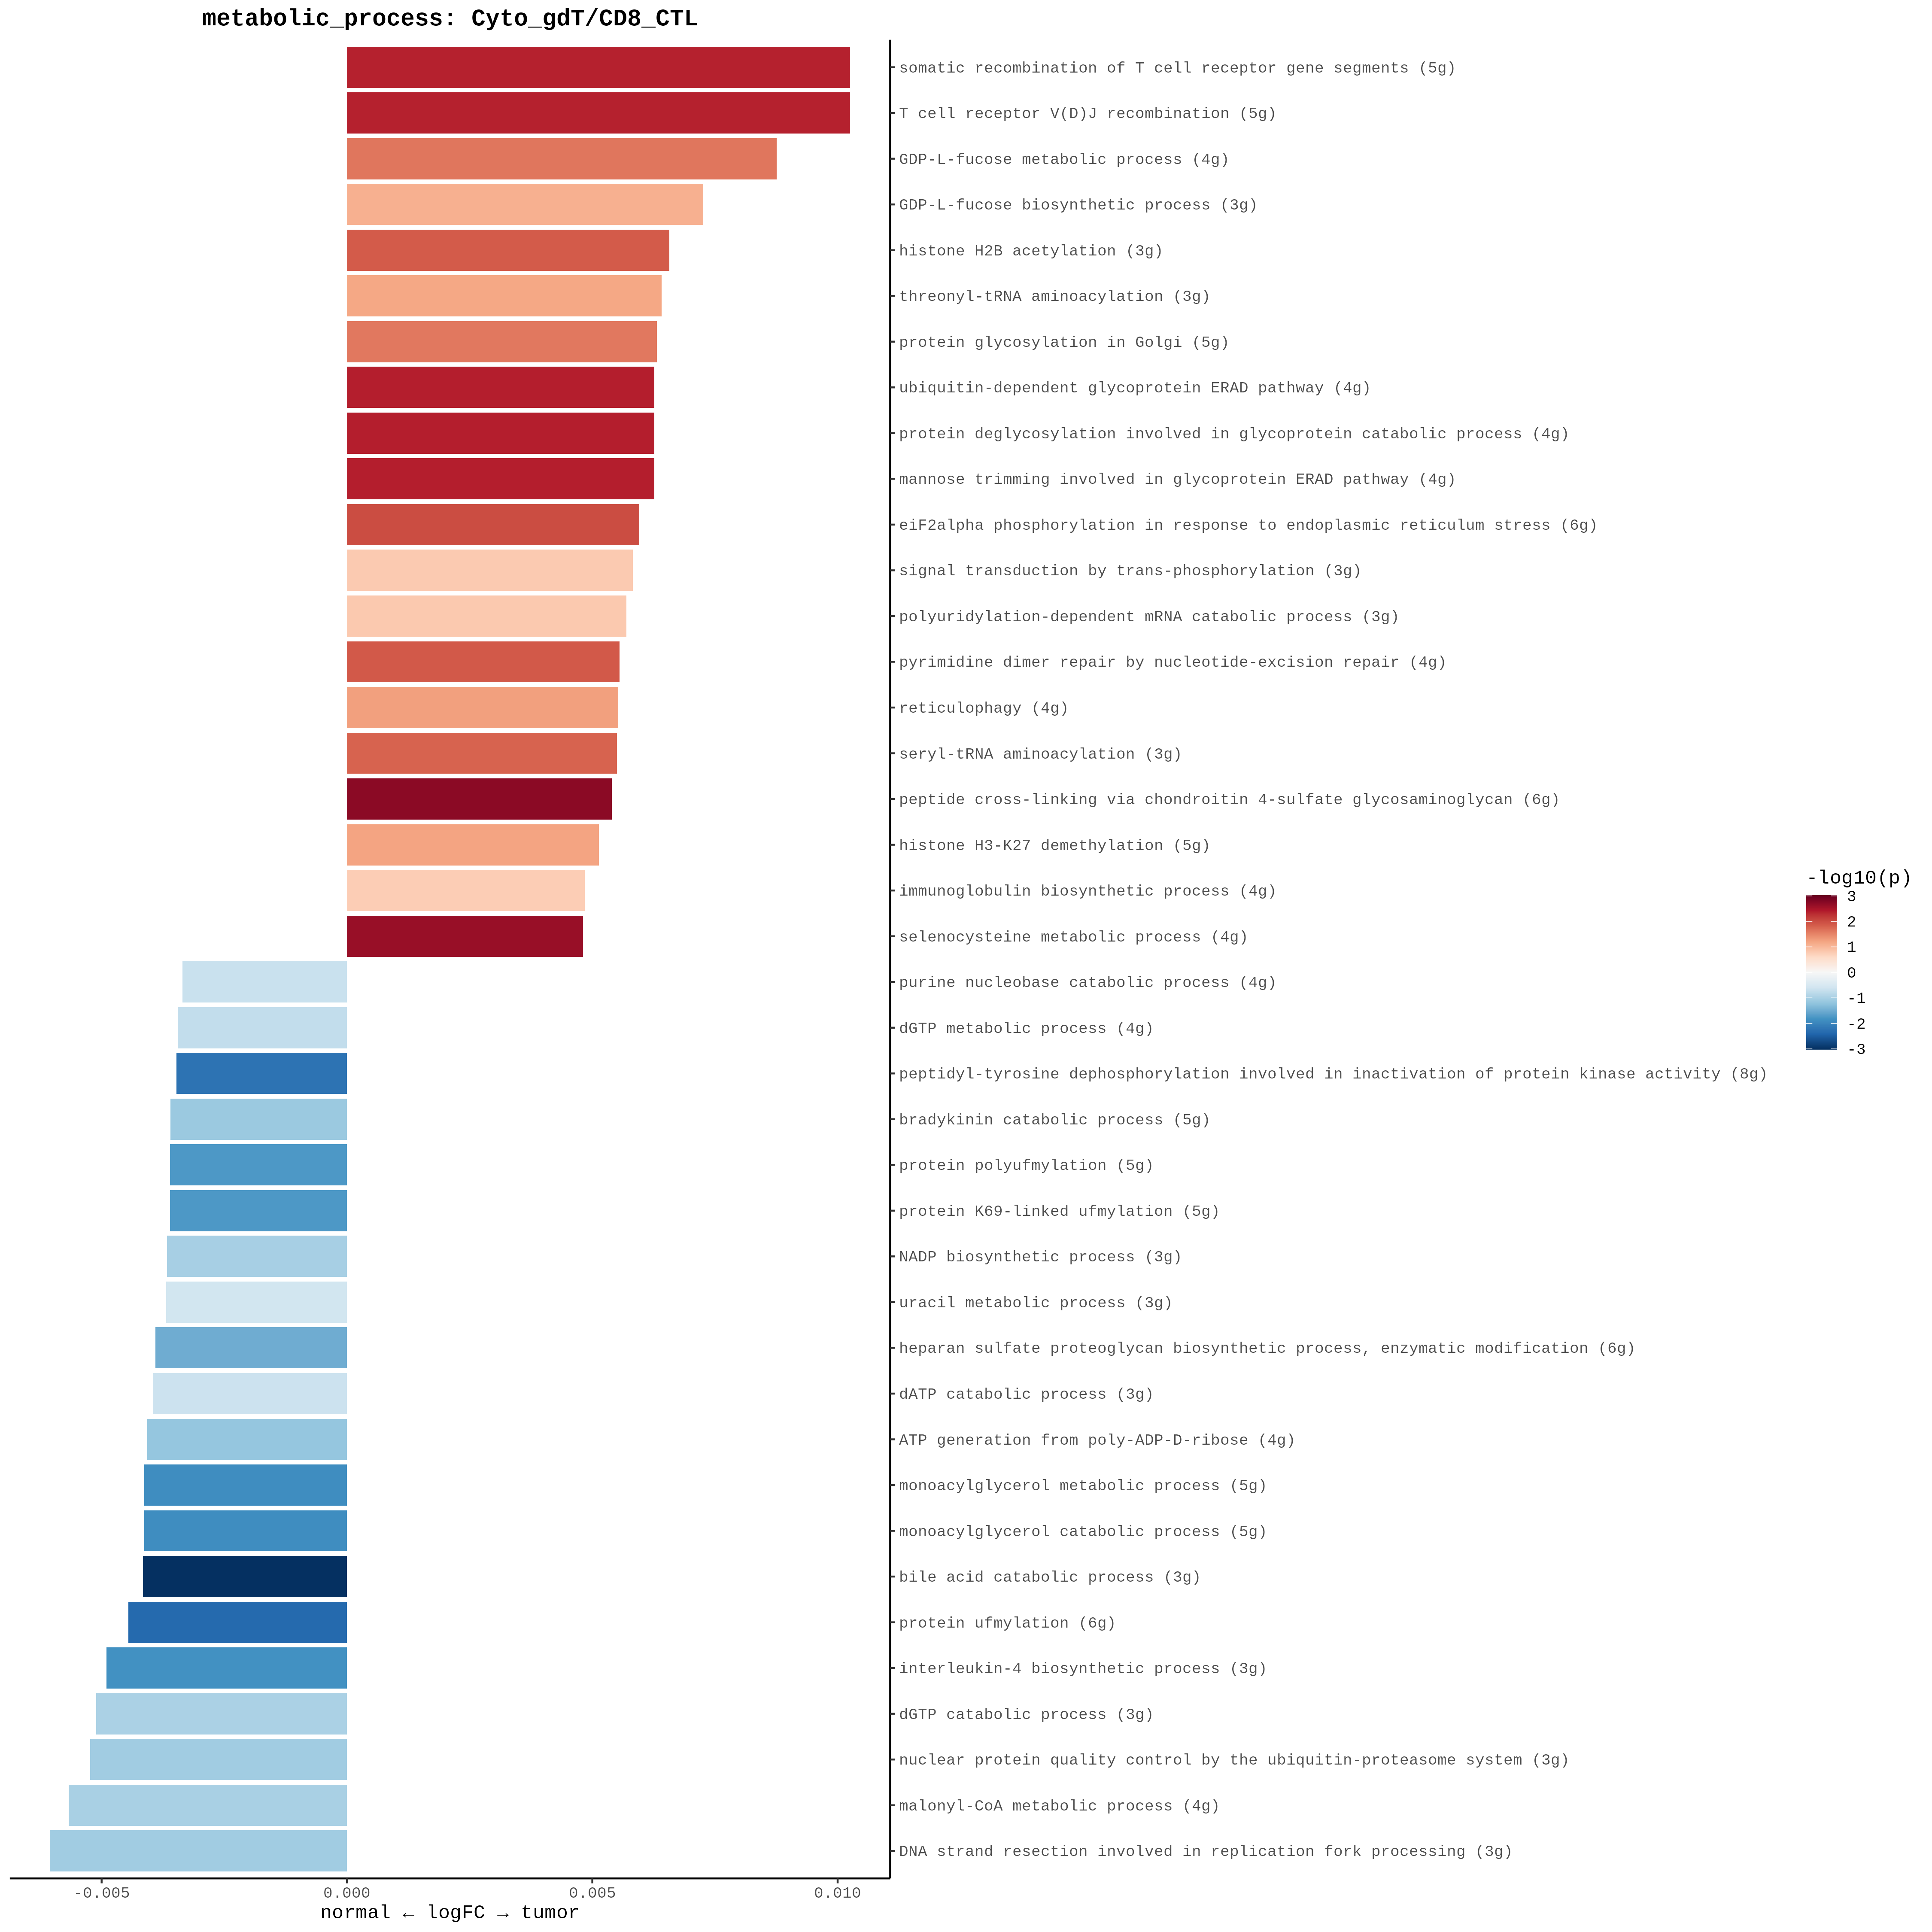 metabolic_process: Cyto_gdT/CD8_CTL
somatic recombination of T cell receptor gene segments (5g)
T cell receptor V(D)J recombination (5g)
GDP-L-fucose metabolic process (4g)
GDP-L-fucose biosynthetic process (3g)
histone H2B acetylation (3g)
threonyl-tRNA aminoacylation (3g)
protein glycosylation in Golgi (5g)
ubiquitin-dependent glycoprotein ERAD pathway (4g)
protein deglycosylation involved in glycoprotein catabolic process (4g)
mannose trimming involved in glycoprotein ERAD pathway (4g)
eiF2alpha phosphorylation in response to endoplasmic reticulum stress (6g)
signal transduction by trans-phosphorylation (3g)
polyuridylation-dependent mRNA catabolic process (3g)
pyrimidine dimer repair by nucleotide-excision repair (4g)
reticulophagy (4g)
seryl-tRNA aminoacylation (3g)
peptide cross-linking via chondroitin 4-sulfate glycosaminoglycan (6g)
histone H3-K27 demethylation (5g)
immunoglobulin biosynthetic process (4g)
selenocysteine metabolic process (4g)
purine nucleobase catabolic process (4g)
dGTP metabolic process (4g)
peptidyl-tyrosine dephosphorylation involved in inactivation of protein kinase activity (8g)
bradykinin catabolic process (5g)
protein polyufmylation (5g)
protein K69-linked ufmylation (5g)
NADP biosynthetic process (3g)
uracil metabolic process (3g)
heparan sulfate proteoglycan biosynthetic process, enzymatic modification (6g)
dATP catabolic process (3g)
ATP generation from poly-ADP-D-ribose (4g)
monoacylglycerol metabolic process (5g)
monoacylglycerol catabolic process (5g)
bile acid catabolic process (3g)
protein ufmylation (6g)
interleukin-4 biosynthetic process (3g)
dGTP catabolic process (3g)
nuclear protein quality control by the ubiquitin-proteasome system (3g)
malonyl-CoA metabolic process (4g)
DNA strand resection involved in replication fork processing (3g)
-0.005 0.000 0.005 0.010
normal ← logFC → tumor
-log10(p)
3
2
1
0
-1
-2
-3